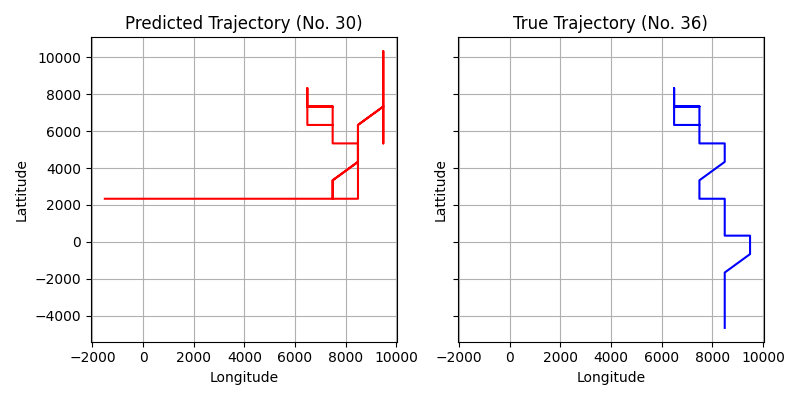 Predicted Trajectory (No. 30)
True Trajectory (No. 36)
Lattitude
10000
8000
6000
4000
2000
0
−2000
−4000
−2000 0 2000 4000 6000 8000 10000
Longitude
Lattitude
−2000 0 2000 4000 6000 8000 10000
Longitude